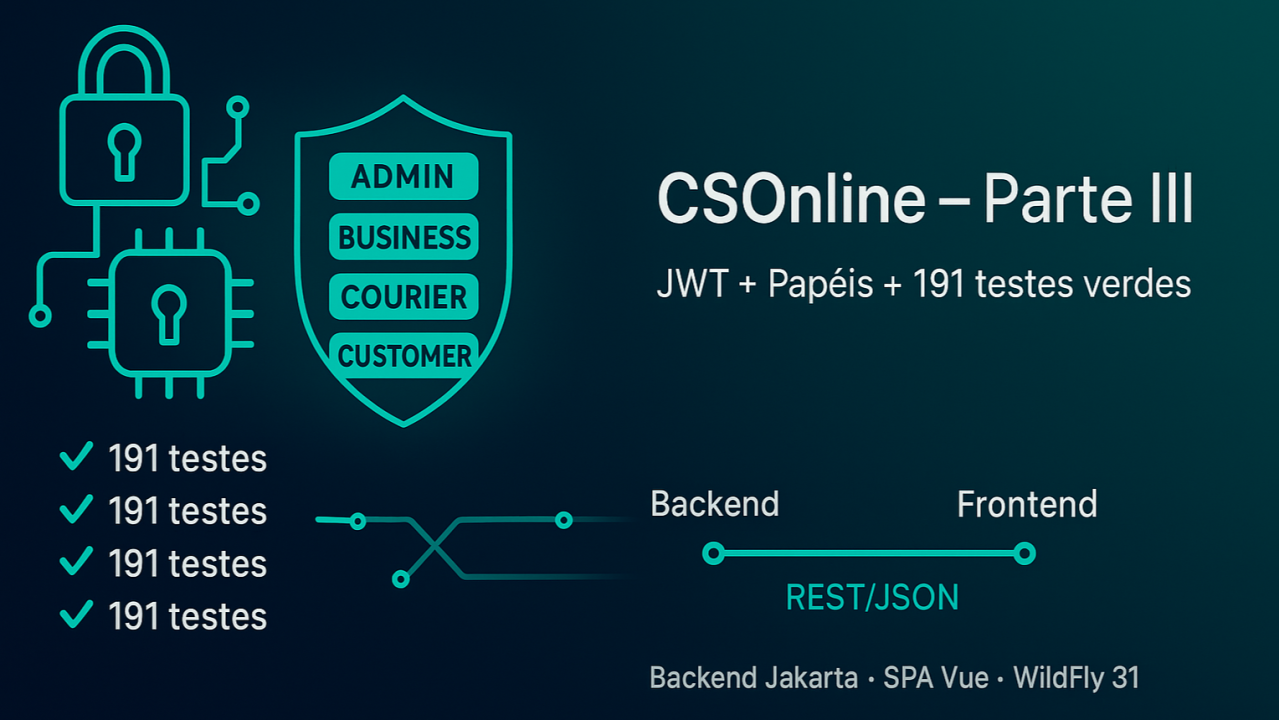 ADMIN
BUSINESS
COURIER
CUSTOMER
CSOnline – Parte III
JWT + Papéis + 191 testes verdes
191 testes
191 testes
191 testes
191 testes
Backend
Frontend
REST/JSON
Backend Jakarta · SPA Vue · WildFly 31